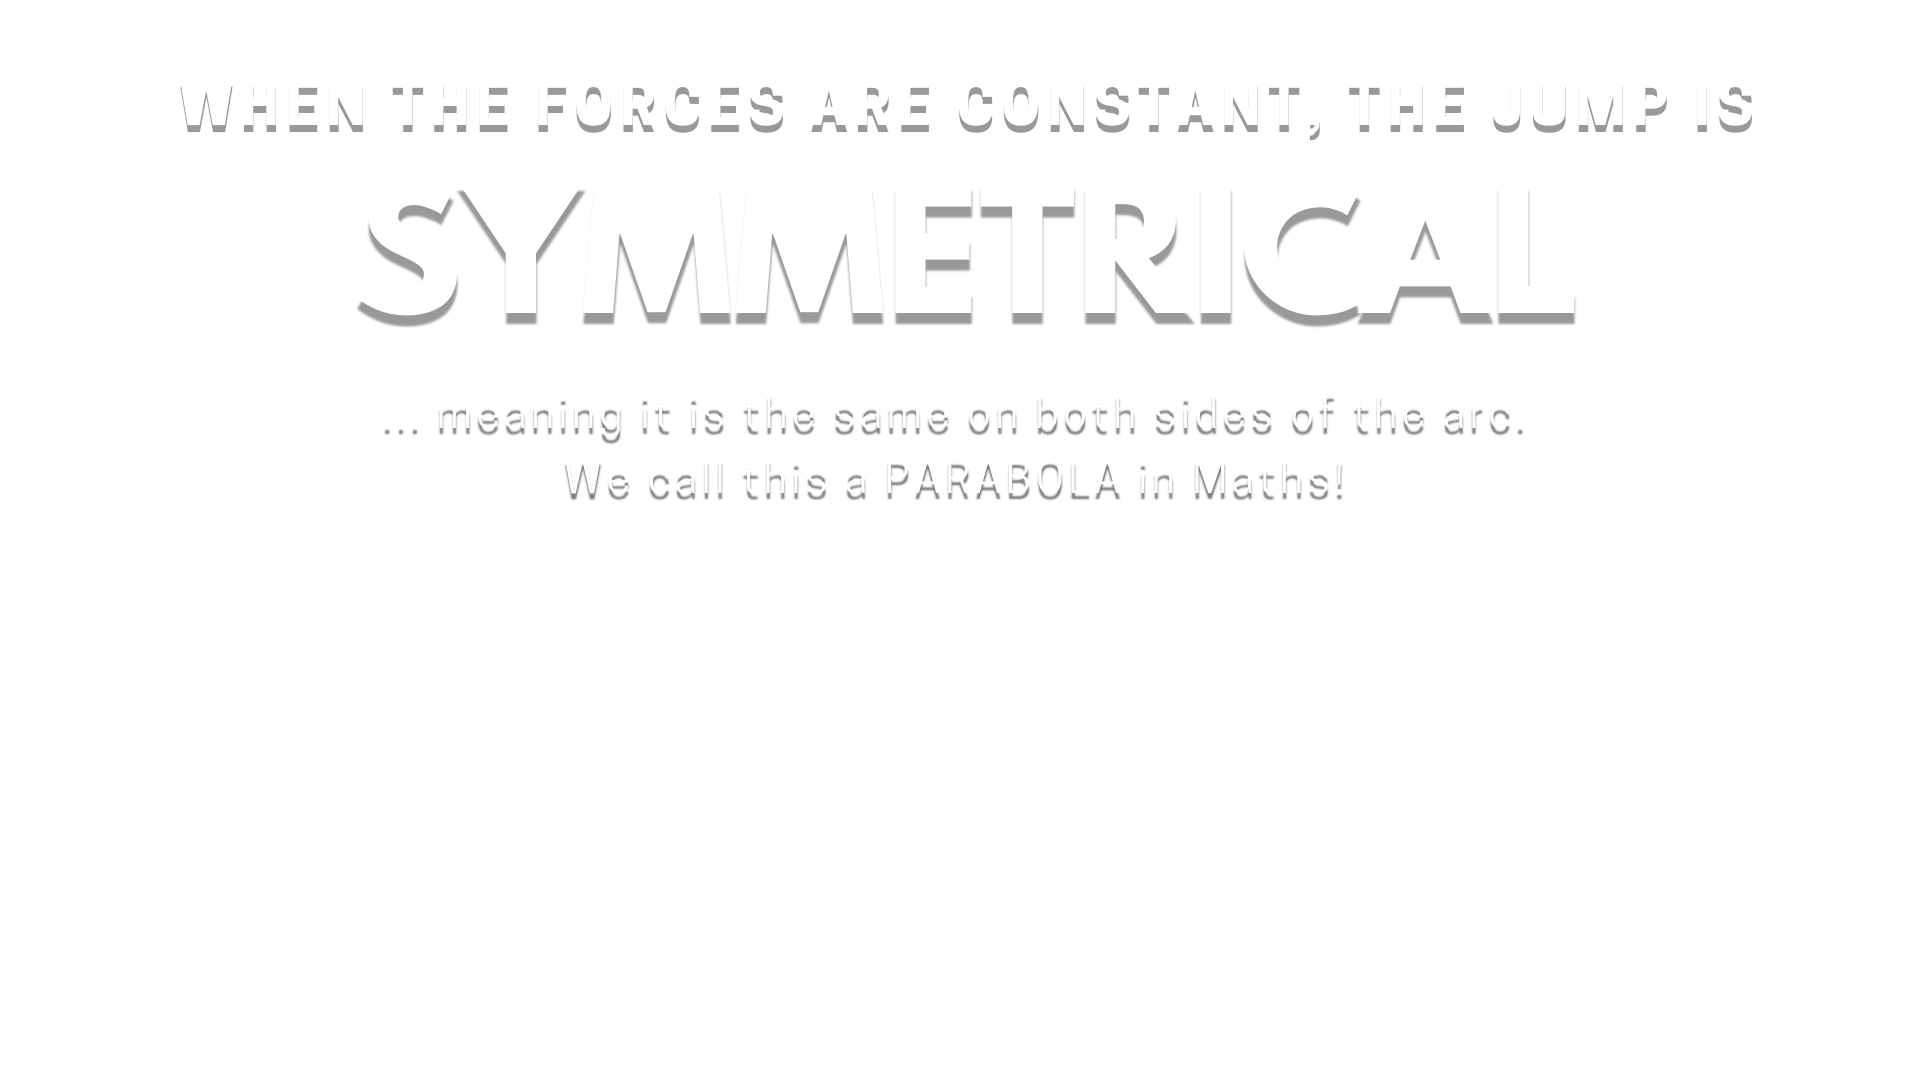 WHEN THE FORCES ARE CONSTANT, THE JUMP IS
SYMMETRICAL
... meaning it is the same on both sides of the arc.
We call this a PARABOLA in Maths!